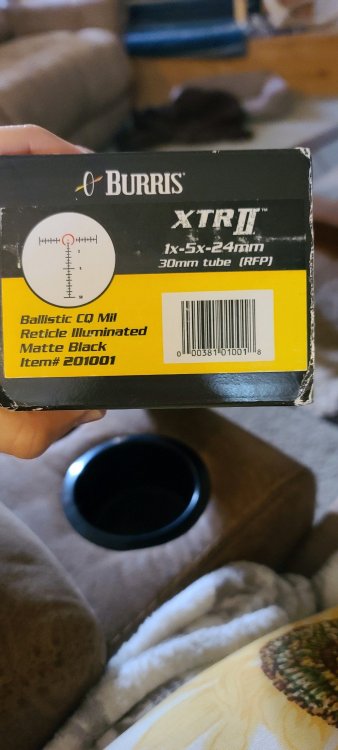 BURRIS
XTR II™
1x-5x-24mm
30mm tube (RFP)
Ballistic CQ Mil
Reticle Illuminated
Matte Black
Item# 201001
0 00381 01001 8